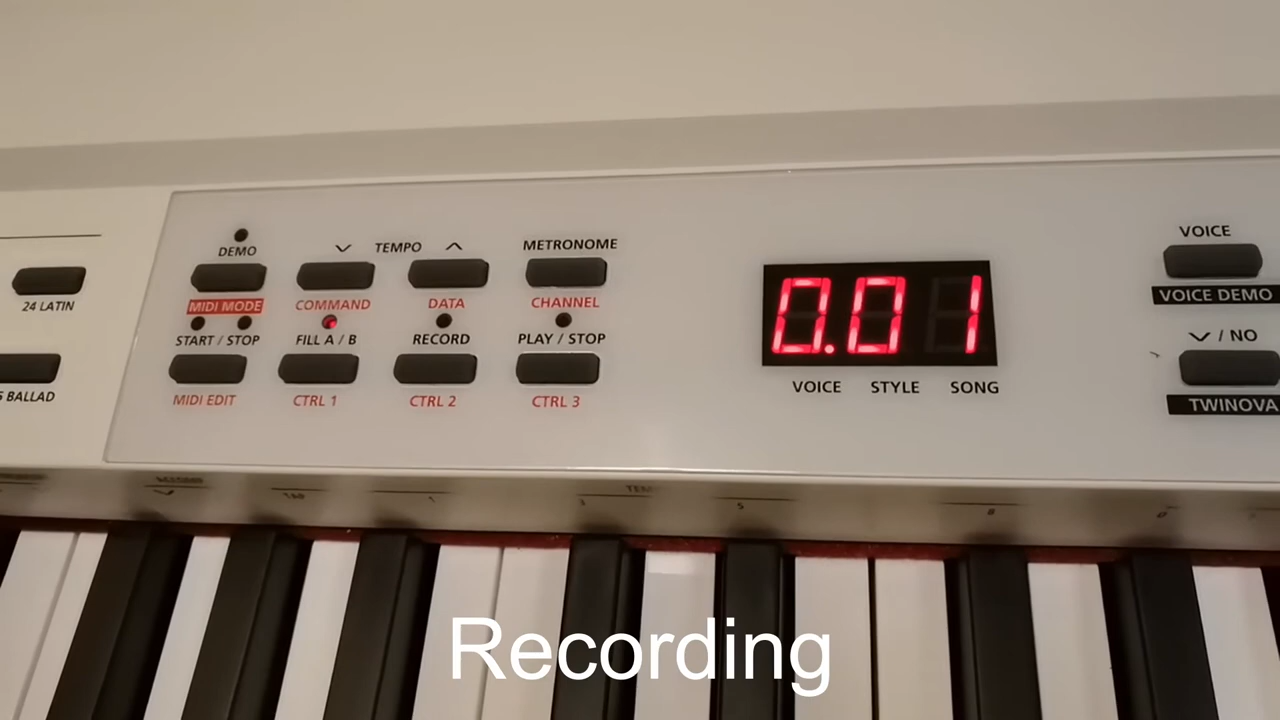 DEMO
TEMPO
METRONOME
VOICE
24 LATIN
MIDI MODE
COMMAND
DATA
CHANNEL
0.01
VOICE DEMO
START / STOP
FILL A / B
RECORD
PLAY / STOP
/ NO
BALLAD
MIDI EDIT
CTRL 1
CTRL 2
CTRL 3
VOICE
STYLE
SONG
TWINOVA
Recording